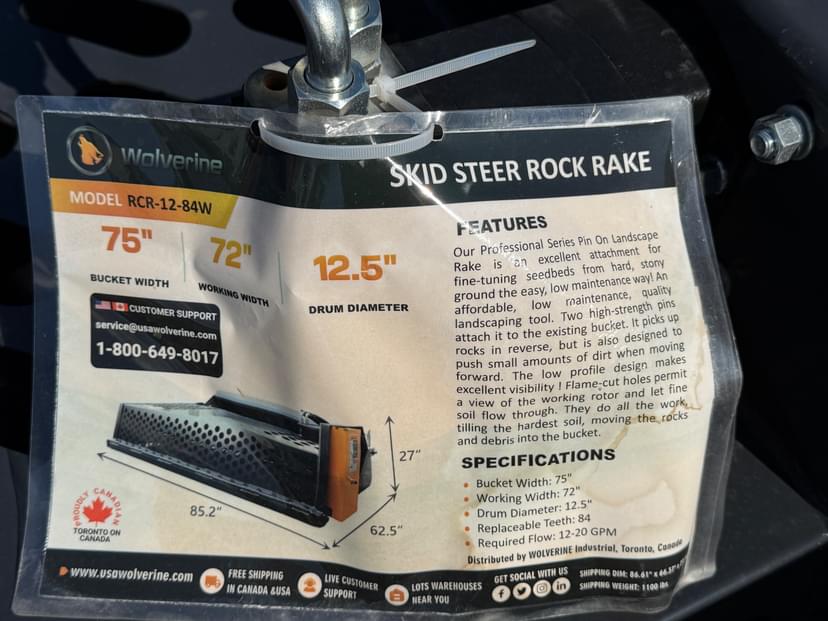 Wolverine
SKID STEER ROCK RAKE
MODEL RCR-12-84W
75"
BUCKET WIDTH
72"
WORKING WIDTH
12.5"
DRUM DIAMETER
CUSTOMER SUPPORT
service@usawolverine.com
1-800-649-8017
FEATURES
Our Professional Series Pin On Landscape
Rake is an excellent attachment for
fine-tuning seedbeds from hard, stony
ground the easy, low maintenance way! An
affordable, low maintenance, quality
landscaping tool. Two high-strength pins
attach it to the existing bucket. It picks up
rocks in reverse, but is also designed to
push small amounts of dirt when moving
forward. The low profile design makes
excellent visibility ! Flame-cut holes permit
a view of the working rotor and let fine
soil flow through. They do all the work,
tilling the hardest soil, moving the rocks
and debris into the bucket.
27"
85.2"
62.5"
PROUDLY CANADIAN
TORONTO ON
CANADA
SPECIFICATIONS
• Bucket Width: 75"
• Working Width: 72"
• Drum Diameter: 12.5"
• Replaceable Teeth: 84
• Required Flow: 12-20 GPM
Distributed by WOLVERINE Industrial, Toronto, Canada
www.usawolverine.com
FREE SHIPPING
IN CANADA &USA
LIVE CUSTOMER
SUPPORT
LOTS WAREHOUSES
NEAR YOU
GET SOCIAL WITH US
SHIPPING DIM: 86.61" x
SHIPPING WEIGHT: 1100 lbs